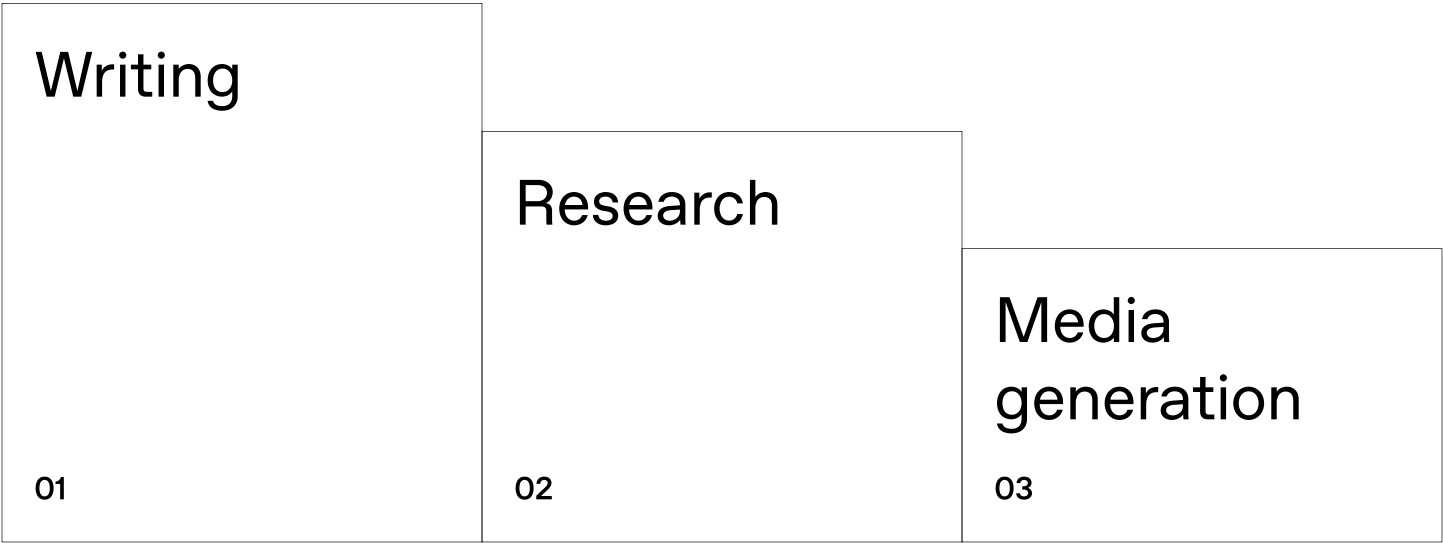 Writing
01
Research
02
Media
generation
03